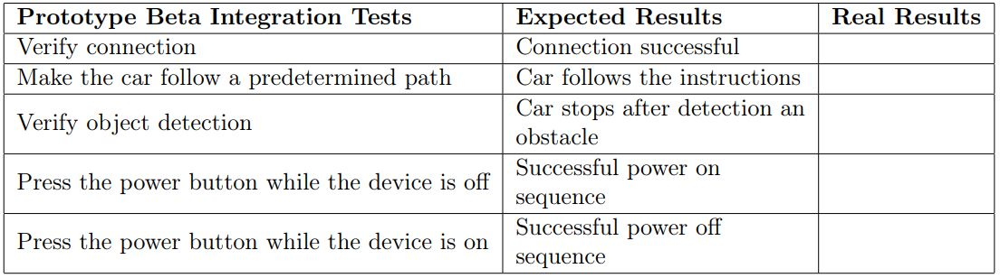 Prototype Beta Integration Tests Expected Results Real Results
Verify connection Connection successful
Make the car follow a predetermined path Car follows the instructions
Verify object detection Car stops after detection an
obstacle
Press the power button while the device is off Successful power on
sequence
Press the power button while the device is on Successful power off
sequence